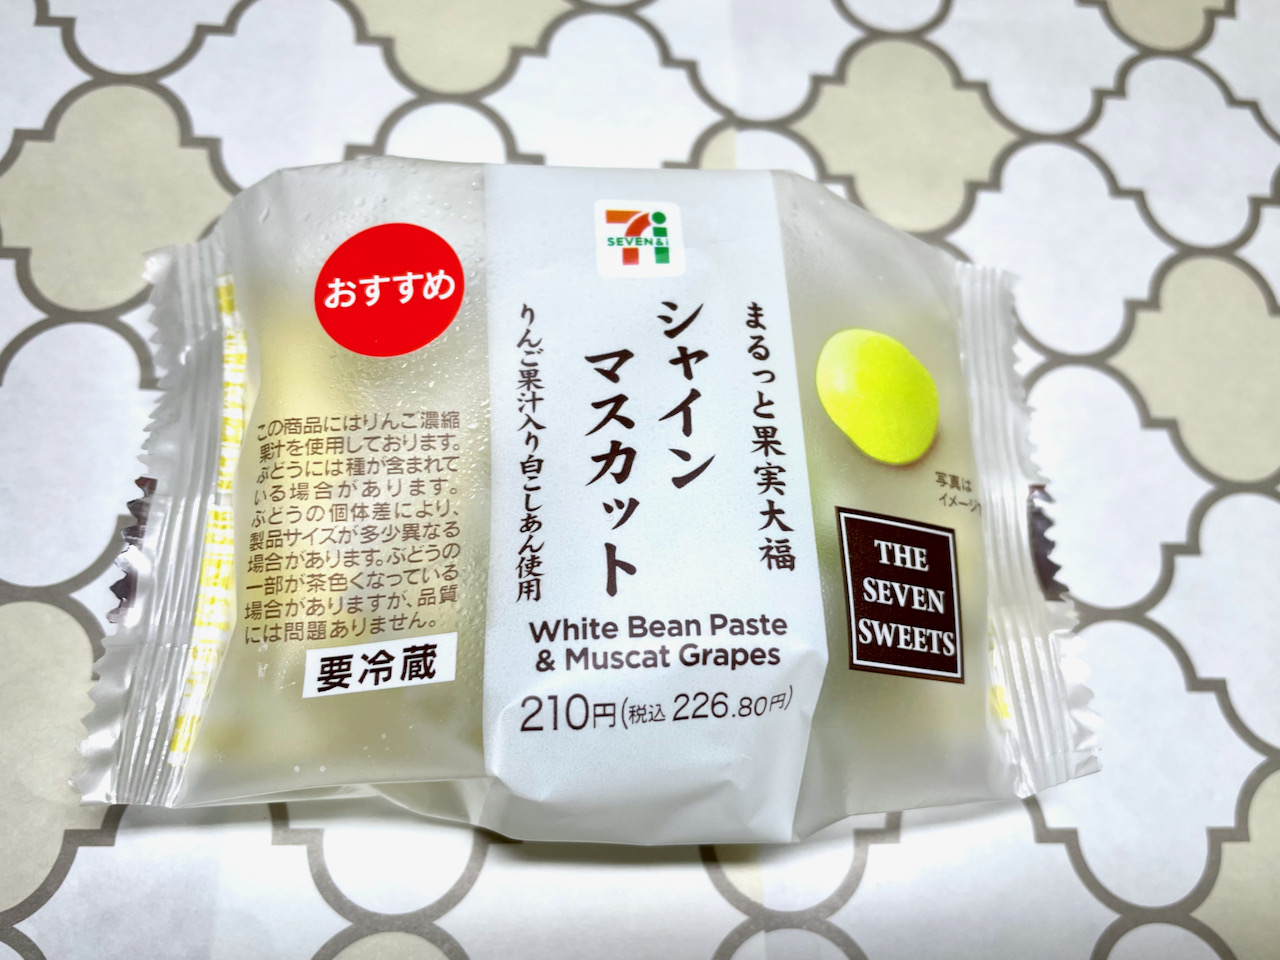 SEVEN&i
おすすめ
まるっと果実大福
シャイン
マスカット
りんご果汁入り白こしあん使用
White Bean Paste
& Muscat Grapes
210円(税込 226.80円)
この商品にはりんご濃縮
果汁を使用しております。
ぶどうには種が含まれて
いる場合があります。
ぶどうの個体差により、
製品サイズが多少異なる
場合があります。ぶどうの
一部が茶色くなっている
場合がありますが、品質
には問題ありません。
要冷蔵
写真は
イメージ
THE
SEVEN
SWEETS